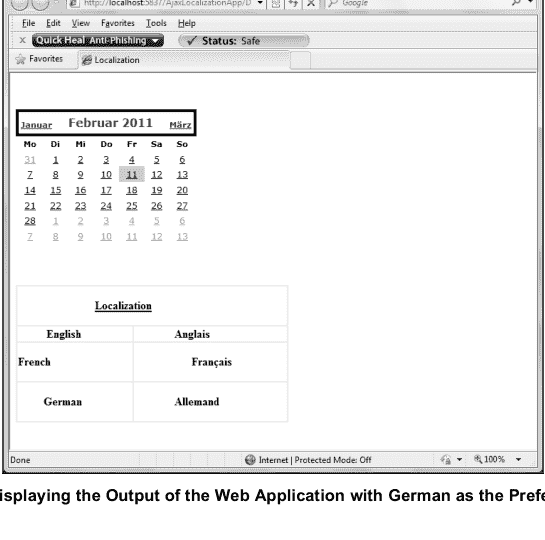 http://localhost:5837/AjaxLocalizationApp/D
Google
File Edit View Favorites Tools Help
x Quick Heal Anti-Phishing Status: Safe
Favorites Localization
Januar Februar 2011 März
Mo Di Mi Do Fr Sa So
31 1 2 3 4 5 6
7 8 9 10 11 12 13
14 15 16 17 18 19 20
21 22 23 24 25 26 27
28 1 2 3 4 5 6
7 8 9 10 11 12 13
Localization
English Anglais
French Français
German Allemand
Done Internet | Protected Mode: Off 100%
isplaying the Output of the Web Application with German as the Prefe